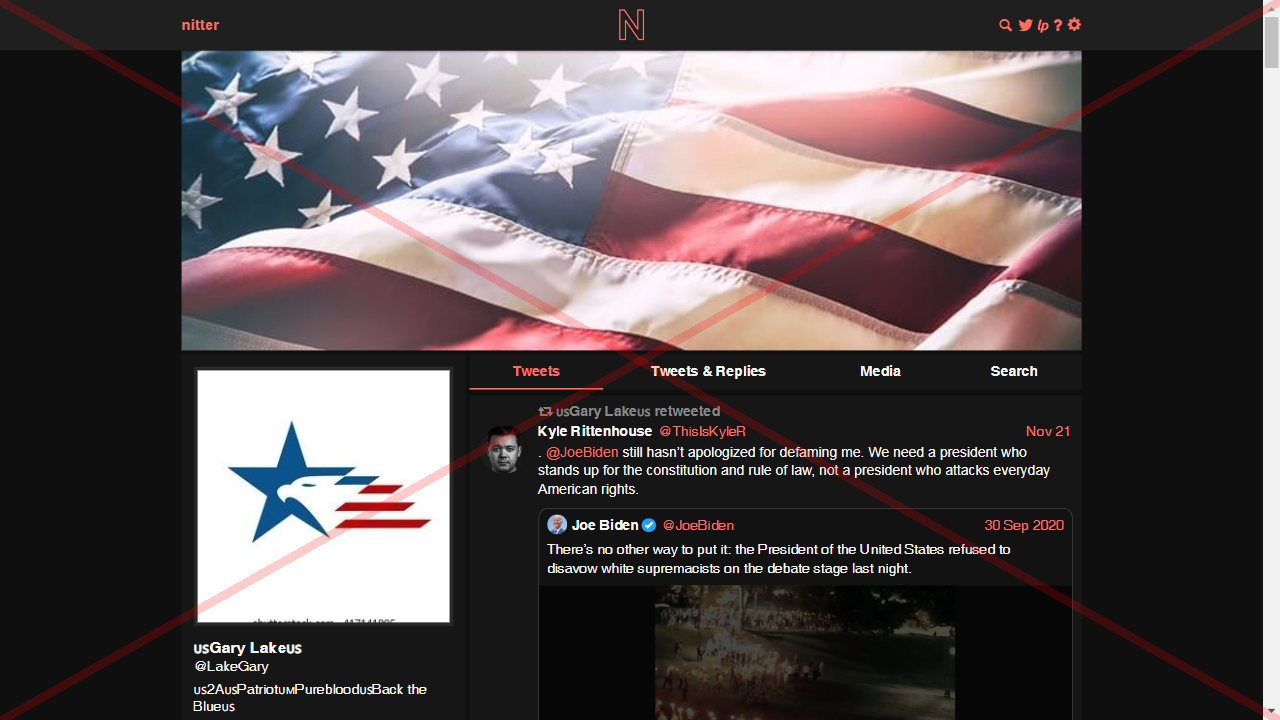 nitter
N
lp ?
Tweets
Tweets & Replies
Media
Search
USGary LakeUS retweeted
Kyle Rittenhouse @ThisIsKyleR
Nov 21
. @JoeBiden still hasn’t apologized for defaming me. We need a president who
stands up for the constitution and rule of law, not a president who attacks everyday
American rights.
Joe Biden @JoeBiden
30 Sep 2020
There’s no other way to put it: the President of the United States refused to
disavow white supremacists on the debate stage last night.
USGary LakeUS
@LakeGary
US2AUSPatriotUMPurebloodUSBack the
BlueUS